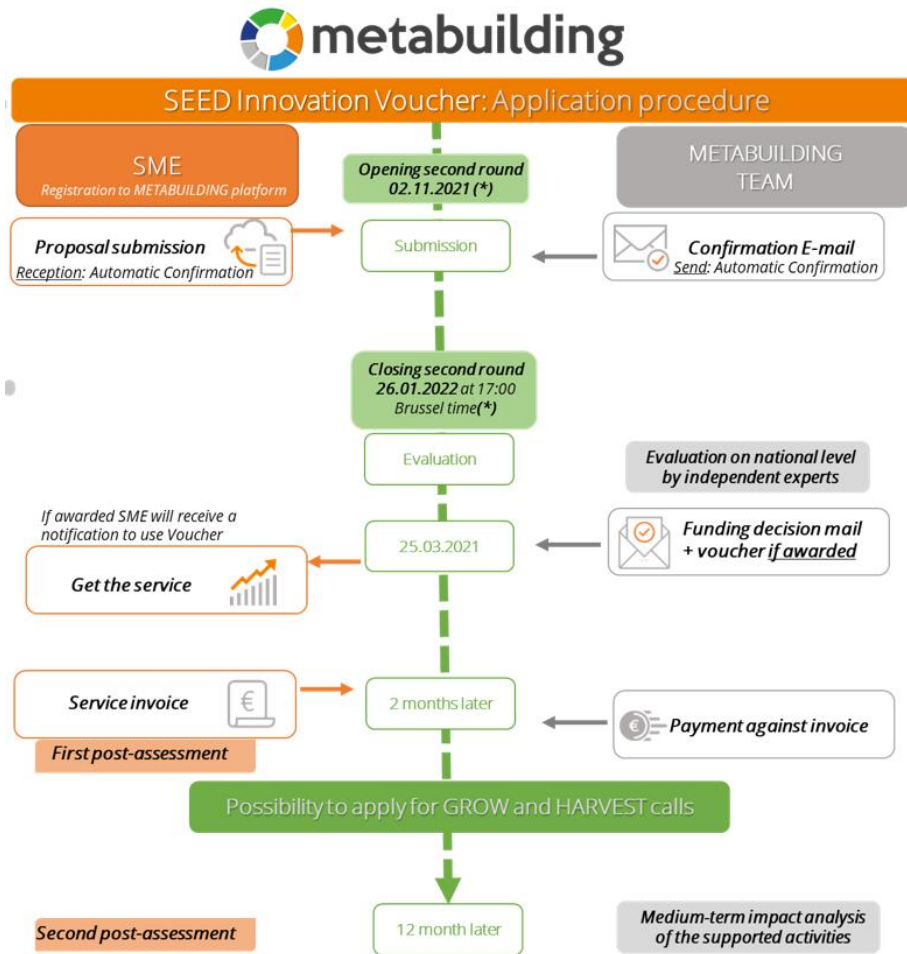 metabuilding
SEED Innovation Voucher: Application procedure
SME
Registration to METABUILDING platform
Opening second round
02.11.2021 (*)
METABUILDING
TEAM
Proposal submission
Reception: Automatic Confirmation
Submission
Confirmation E-mail
Send: Automatic Confirmation
Closing second round
26.01.2022 at 17:00
Brussel time(*)
Evaluation
Evaluation on national level
by independent experts
If awarded SME will receive a
notification to use Voucher
Get the service
25.03.2021
Funding decision mail
+ voucher if awarded
Service invoice
€
2 months later
€
Payment against invoice
First post-assessment
Possibility to apply for GROW and HARVEST calls
Second post-assessment
12 month later
Medium-term impact analysis
of the supported activities